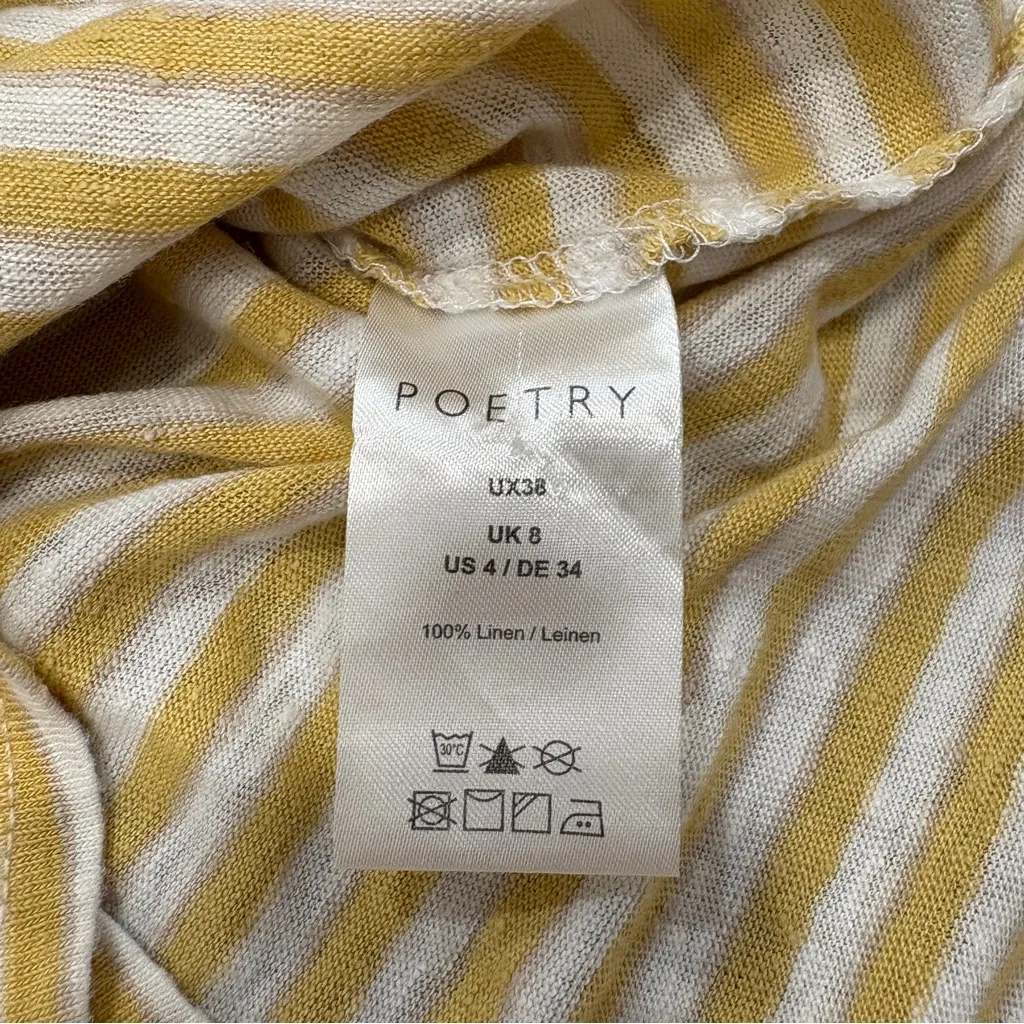 POETRY
UX38
UK 8
US 4 / DE 34
100% Linen / Leinen
30°C